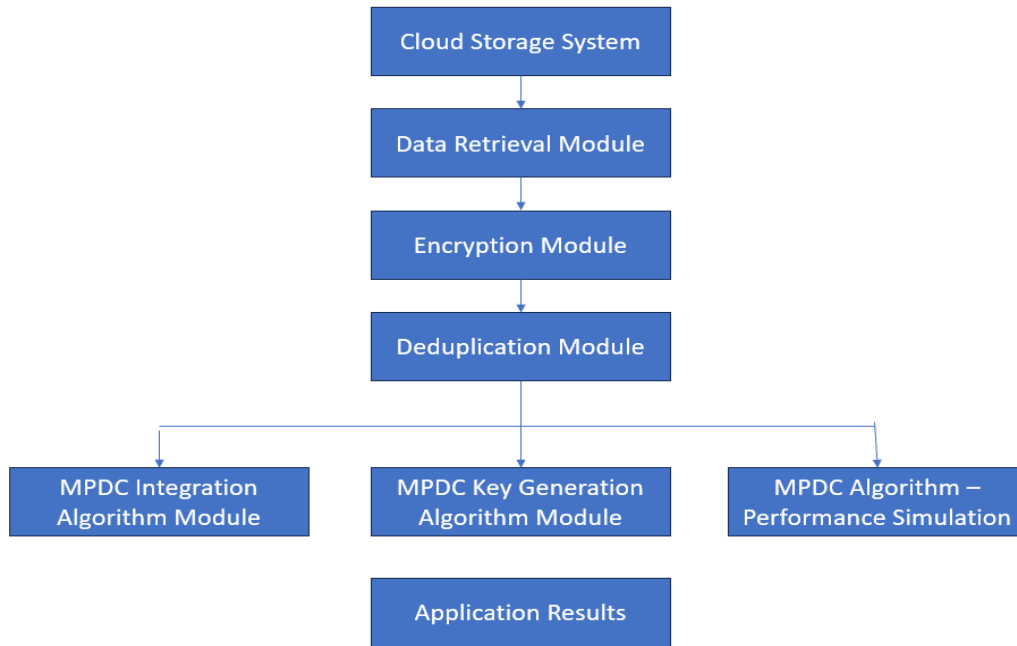 Cloud Storage System
Data Retrieval Module
Encryption Module
Deduplication Module
MPDC Integration
Algorithm Module
MPDC Key Generation
Algorithm Module
MPDC Algorithm –
Performance Simulation
Application Results